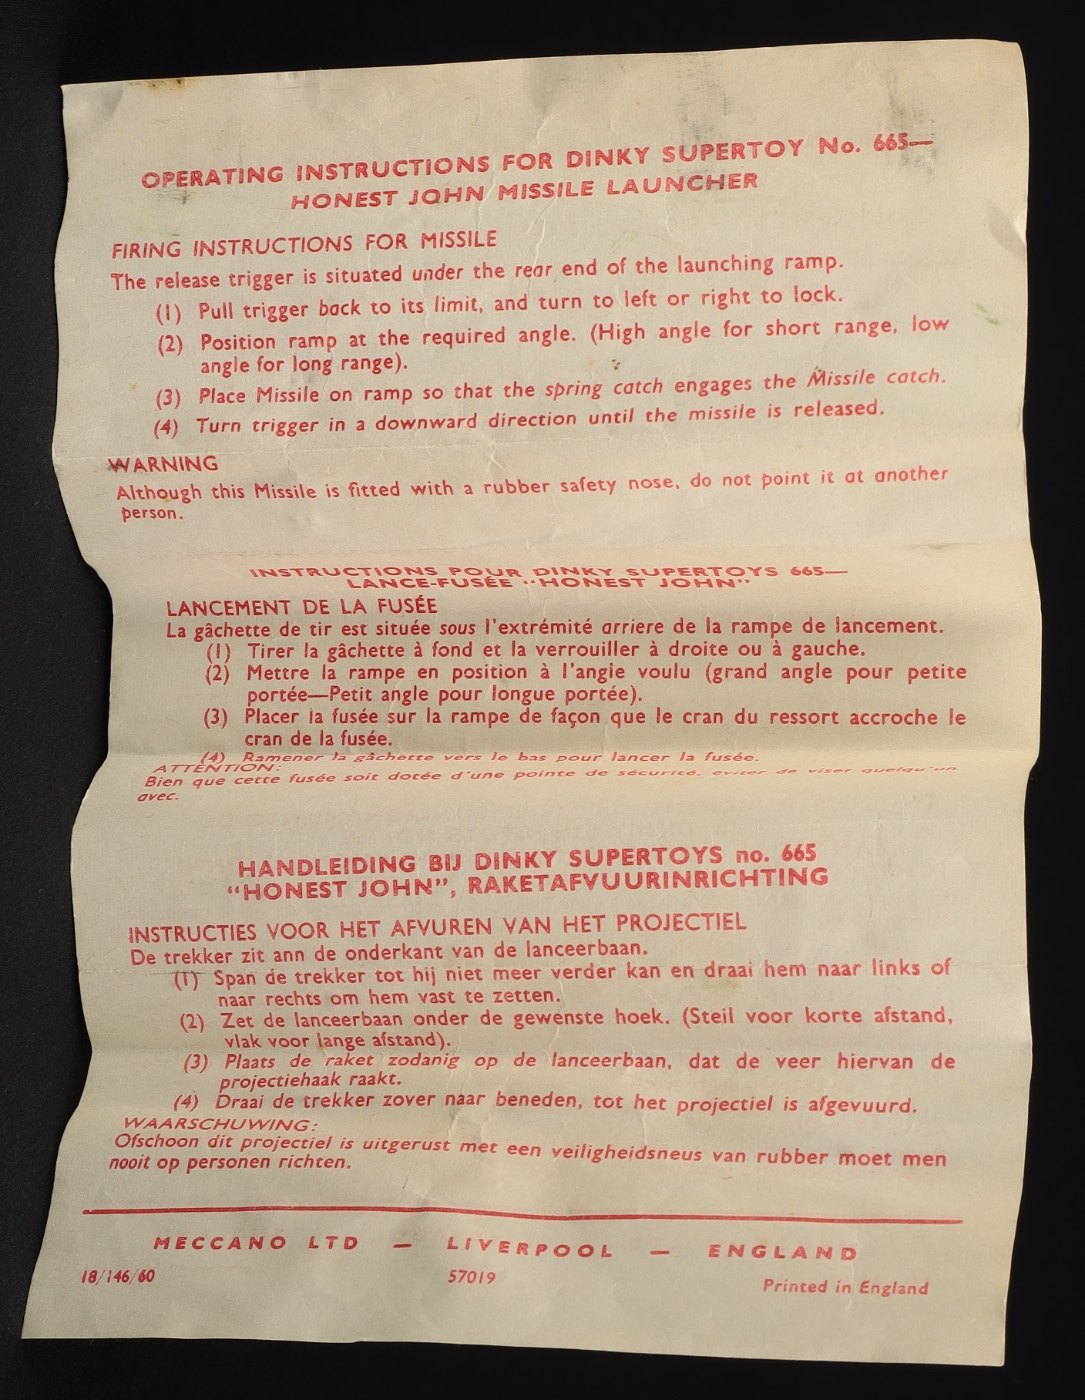 OPERATING INSTRUCTIONS FOR DINKY SUPERTOY No. 665—
HONEST JOHN MISSILE LAUNCHER
FIRING INSTRUCTIONS FOR MISSILE
The release trigger is situated under the rear end of the launching ramp.
(1) Pull trigger back to its limit, and turn to left or right to lock.
(2) Position ramp at the required angle. (High angle for short range, low
angle for long range).
(3) Place Missile on ramp so that the spring catch engages the Missile catch.
(4) Turn trigger in a downward direction until the missile is released.
WARNING
Although this Missile is fitted with a rubber safety nose, do not point it at another
person.
INSTRUCTIONS POUR DINKY SUPERTOYS 665—
LANCE-FUSÉE "HONEST JOHN"
LANCEMENT DE LA FUSÉE
La gâchette de tir est située sous l'extrémité arriere de la rampe de lancement.
(1) Tirer la gâchette à fond et la verrouiller à droite ou à gauche.
(2) Mettre la rampe en position à l'angle voulu (grand angle pour petite
portée—Petit angle pour longue portée).
(3) Placer la fusée sur la rampe de façon que le cran du ressort accroche le
cran de la fusée.
(4) Ramener la gâchette vers le bas pour lancer la fusée.
ATTENTION:
Bien que cette fusée soit dotée d'une pointe de sécurité, eviter de viser quelqu'un
avec.
HANDLEIDING BIJ DINKY SUPERTOYS no. 665
"HONEST JOHN", RAKETAFVUURINRICHTING
INSTRUCTIES VOOR HET AFVUREN VAN HET PROJECTIEL
De trekker zit ann de onderkant van de lanceerbaan.
(1) Span de trekker tot hij niet meer verder kan en draai hem naar links of
naar rechts om hem vast te zetten.
(2) Zet de lanceerbaan onder de gewenste hoek. (Steil voor korte afstand,
vlak voor lange afstand).
(3) Plaats de raket zodanig op de lanceerbaan, dat de veer hiervan de
projectiehaak raakt.
(4) Draai de trekker zover naar beneden, tot het projectiel is afgevuurd.
WAARSCHUWING:
Ofschoon dit projectiel is uitgerust met een veiligheidsneus van rubber moet men
nooit op personen richten.
MECCANO LTD — LIVERPOOL — ENGLAND
18/146/60 57019 Printed in England